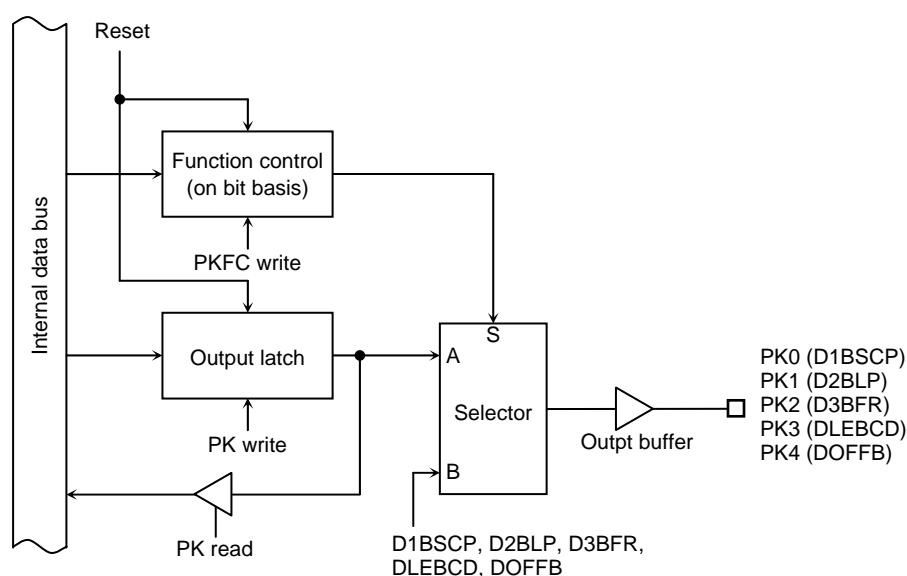 Reset
Internal data bus
Function control
(on bit basis)
PKFC write
Output latch
PK write
PK read
S
A
Selector
B
Outpt buffer
PK0 (D1BSCP)
PK1 (D2BLP)
PK2 (D3BFR)
PK3 (DLEBCD)
PK4 (DOFFB)
D1BSCP, D2BLP, D3BFR,
DLEBCD, DOFFB